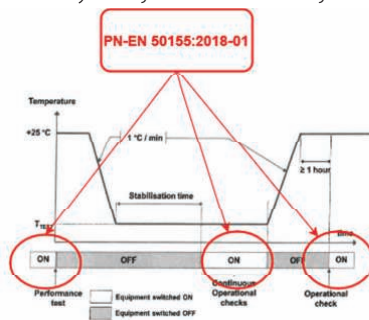 PN-EN 50155:2018-01
Temperature
+25 °C
1 °C / min
≥ 1 hour
Stabilisation time
time
ON
OFF
ON
OFF
ON
Performance
test
Continuous
Operational
checks
Operational
check
Equipment switched ON
Equipment switched OFF